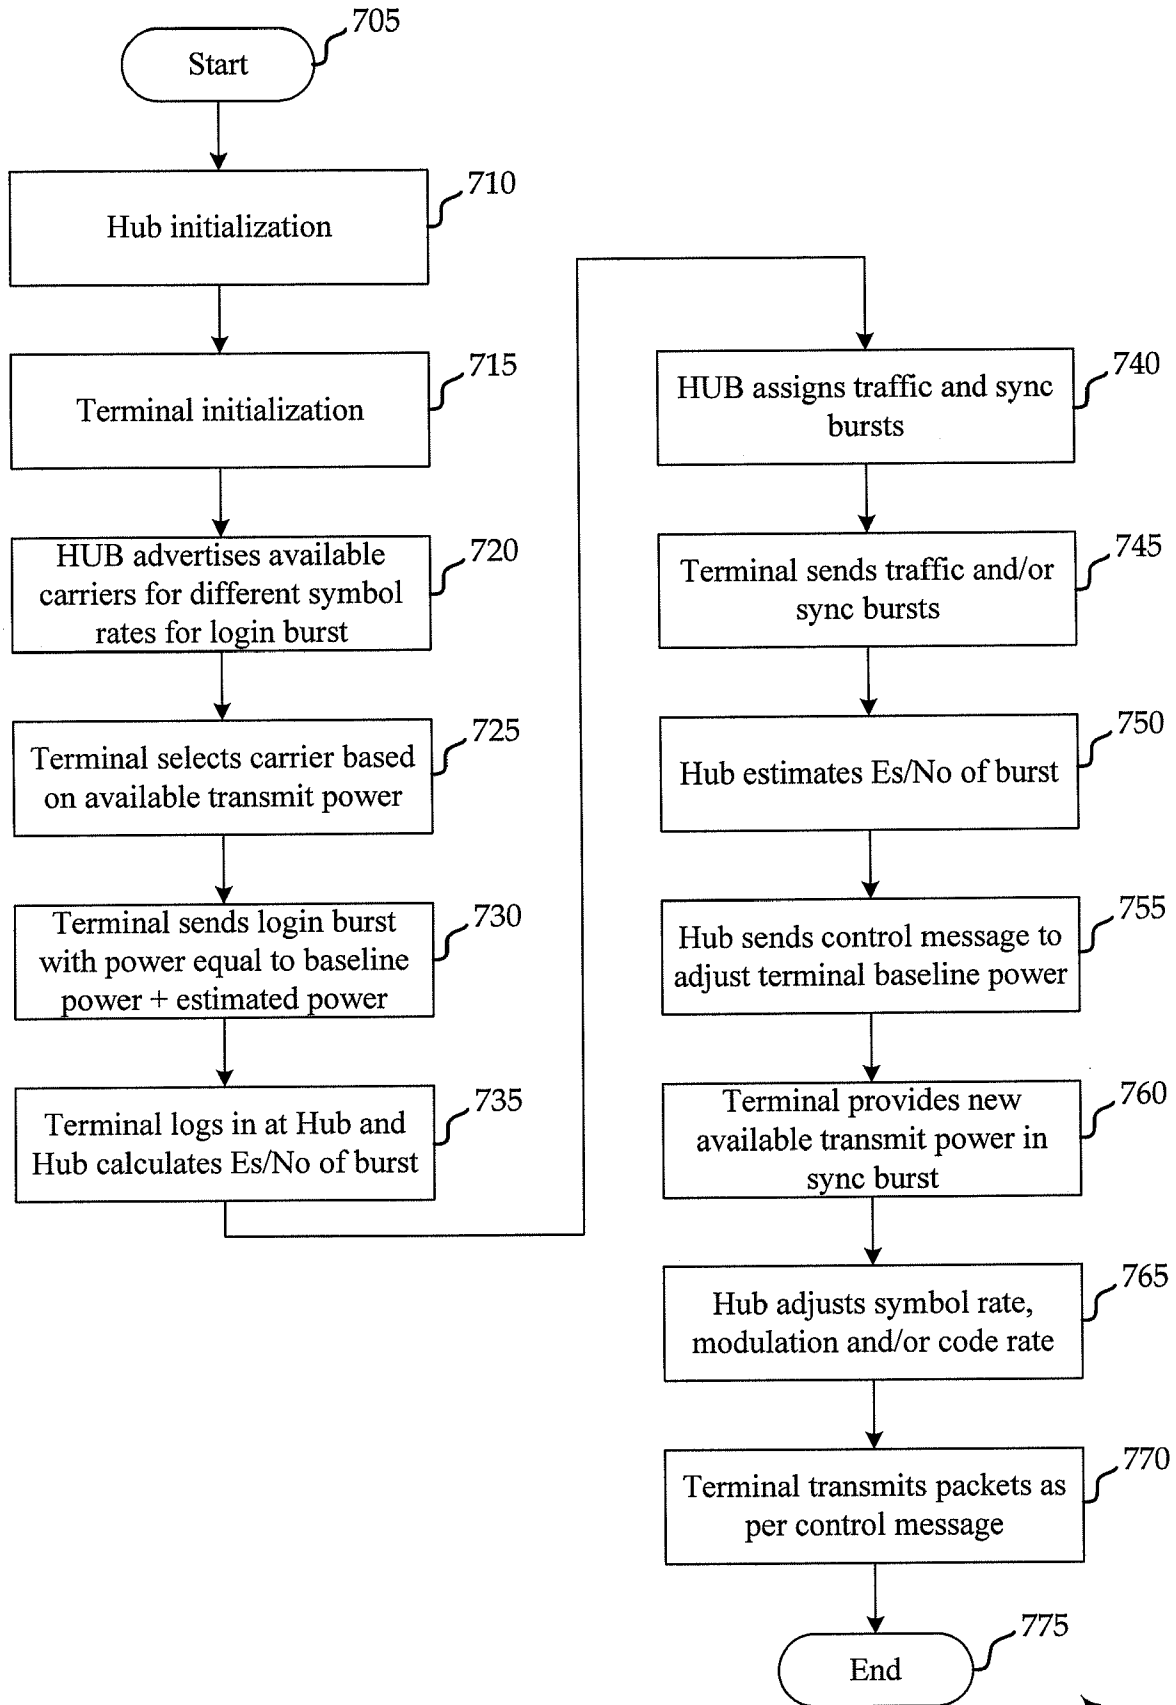 705
Start
710
Hub initialization
715
Terminal initialization
720
HUB advertises available
carriers for different symbol
rates for login burst
725
Terminal selects carrier based
on available transmit power
730
Terminal sends login burst
with power equal to baseline
power + estimated power
735
Terminal logs in at Hub and
Hub calculates Es/No of burst
740
HUB assigns traffic and sync
bursts
745
Terminal sends traffic and/or
sync bursts
750
Hub estimates Es/No of burst
755
Hub sends control message to
adjust terminal baseline power
760
Terminal provides new
available transmit power in
sync burst
765
Hub adjusts symbol rate,
modulation and/or code rate
770
Terminal transmits packets as
per control message
775
End